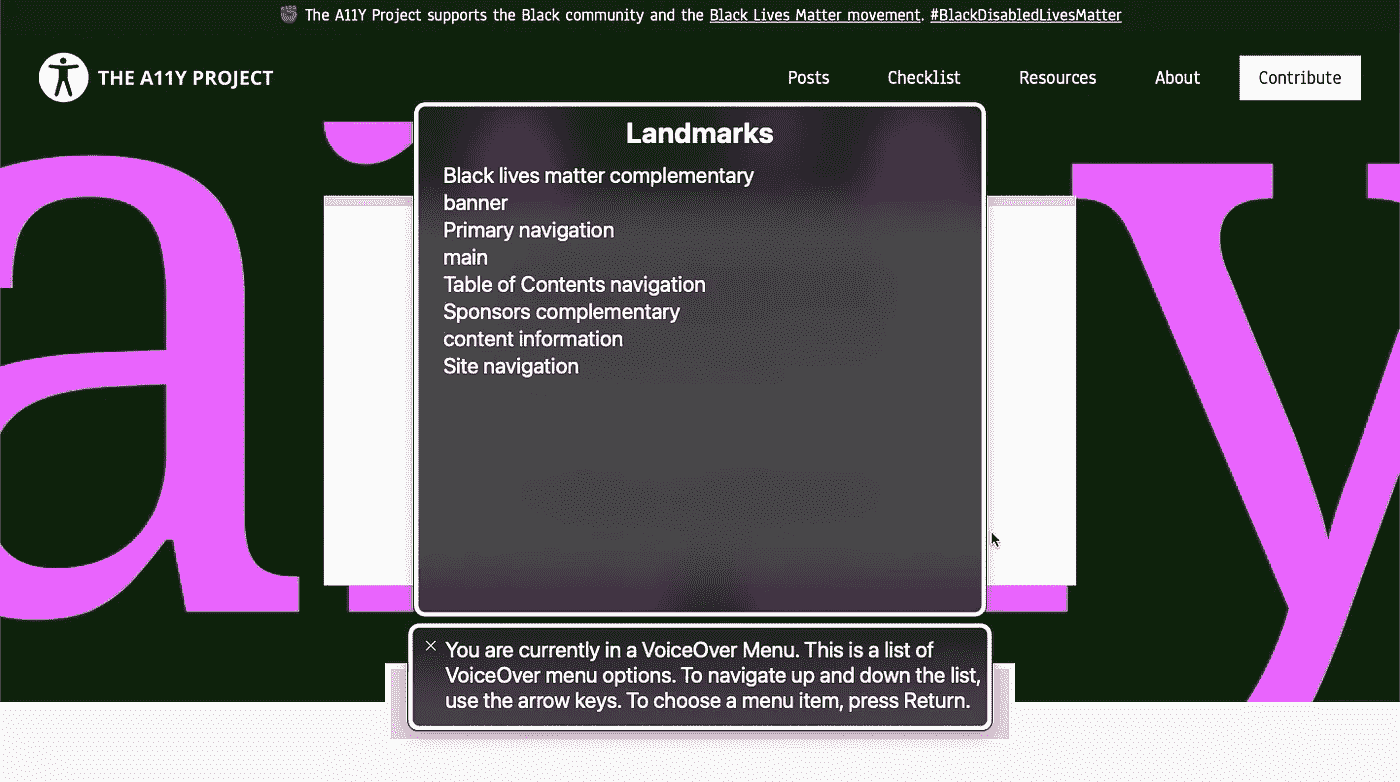 The A11Y Project supports the Black community and the Black Lives Matter movement. #BlackDisabledLivesMatter
THE A11Y PROJECT
Posts
Checklist
Resources
About
Contribute
a
i
y
Landmarks
Black lives matter complementary
banner
Primary navigation
main
Table of Contents navigation
Sponsors complementary
content information
Site navigation
You are currently in a VoiceOver Menu. This is a list of
VoiceOver menu options. To navigate up and down the list,
use the arrow keys. To choose a menu item, press Return.